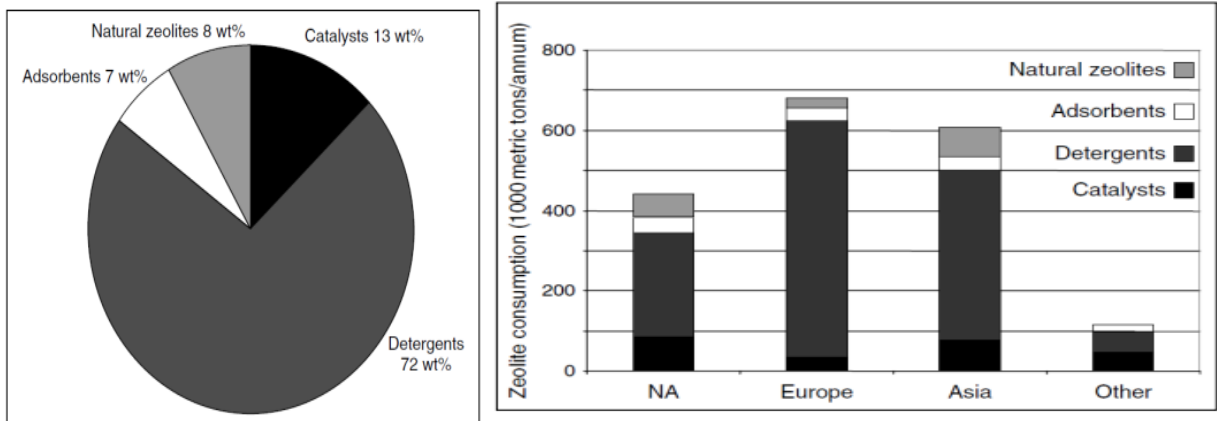 Natural zeolites 8 wt%
Catalysts 13 wt%
Adsorbents 7 wt%
Detergents
72 wt%
Zeolite consumption (1000 metric tons/annum)
800
600
400
200
0
Natural zeolites
Adsorbents
Detergents
Catalysts
NA
Europe
Asia
Other